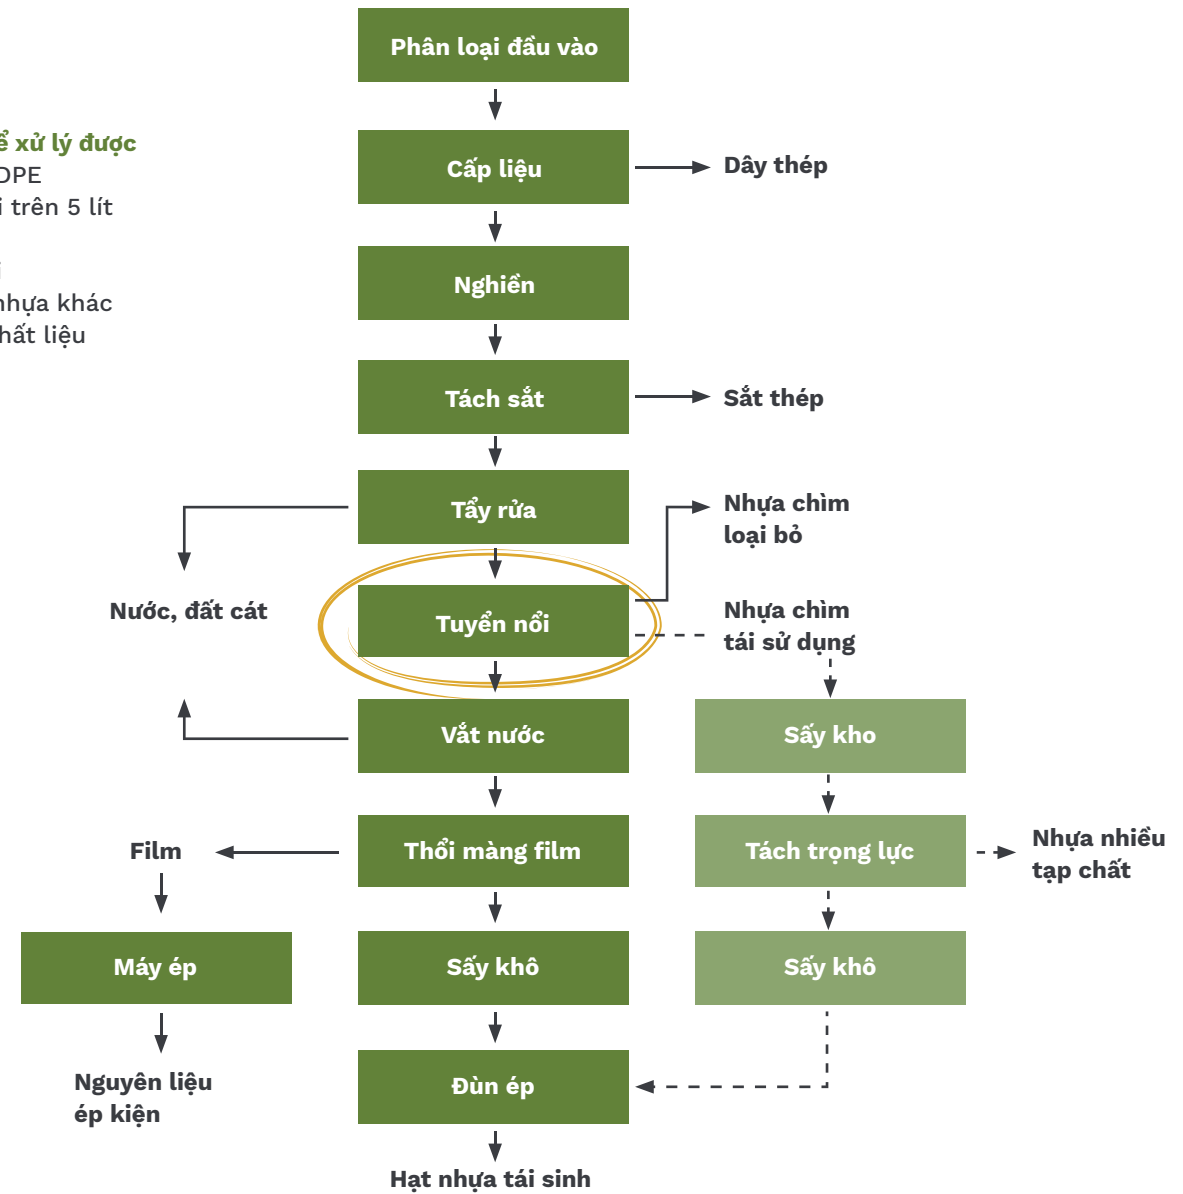 Phân loại đầu vào
xử lý được
DPE
trên 5 lít
nhựa khác
liệu
Cấp liệu
Dây thép
Nghiền
Tách sắt
Sắt thép
Tẩy rửa
Nhựa chìm
loại bỏ
Nước, đất cát
Tuyển nổi
Nhựa chìm
tái sử dụng
Vắt nước
Sấy kho
Film
Thổi màng film
Tách trọng lực
Nhựa nhiều
tạp chất
Máy ép
Sấy khô
Sấy khô
Nguyên liệu
ép kiện
Đùn ép
Hạt nhựa tái sinh